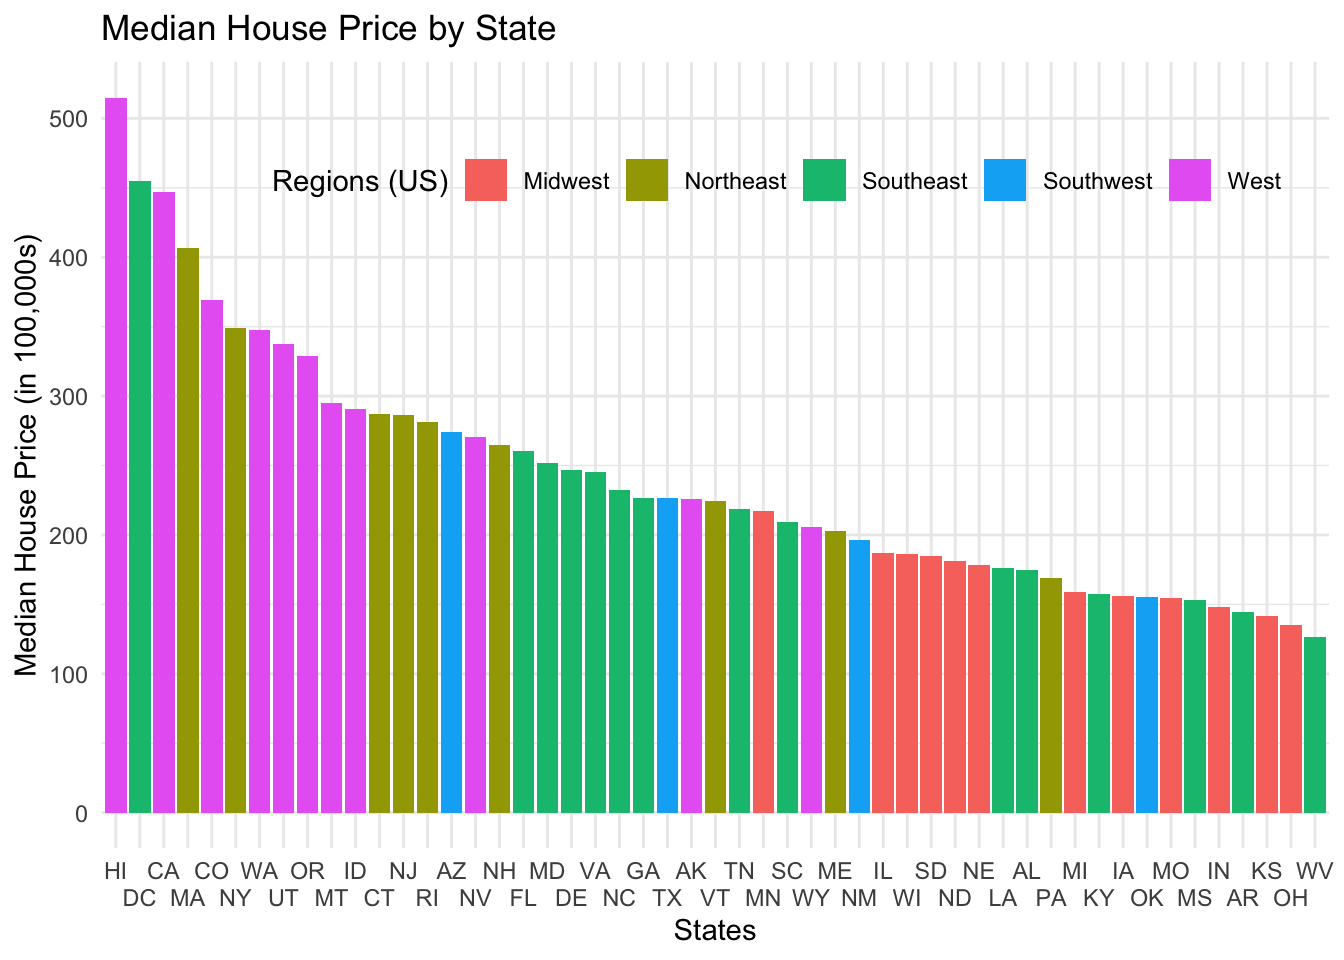 Median House Price by State
Median House Price (in 100,000s)
500
400
300
200
100
0
Regions (US) Midwest Northeast Southeast Southwest West
HI CA CO WA OR ID NJ AZ NH MD VA GA AK TN SC ME IL SD NE AL MI IA MO IN KS WV
DC MA NY UT MT CT RI NV FL DE NC TX VT MN WY NM WI ND LA PA KY OK MS AR OH
States